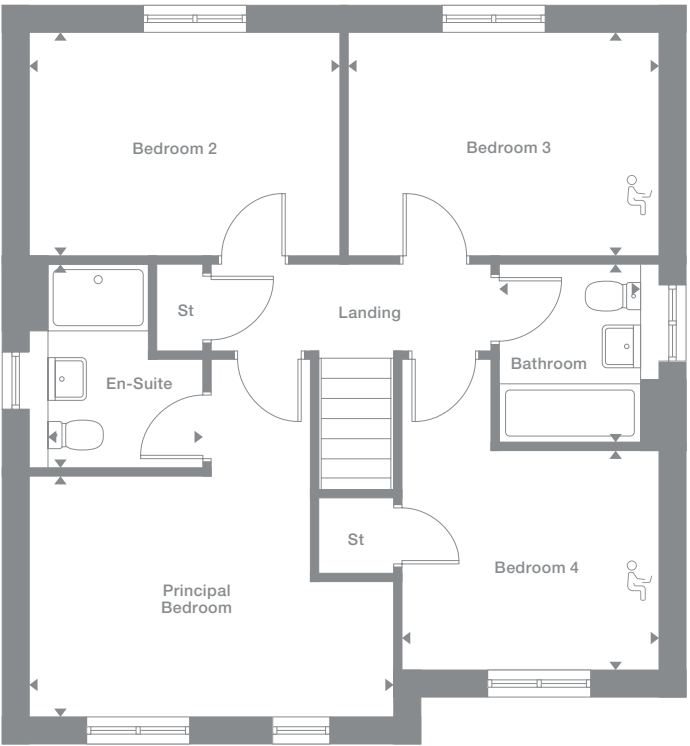 Bedroom 2
Bedroom 3
St
Landing
En-Suite
Bathroom
St
Bedroom 4
Principal
Bedroom